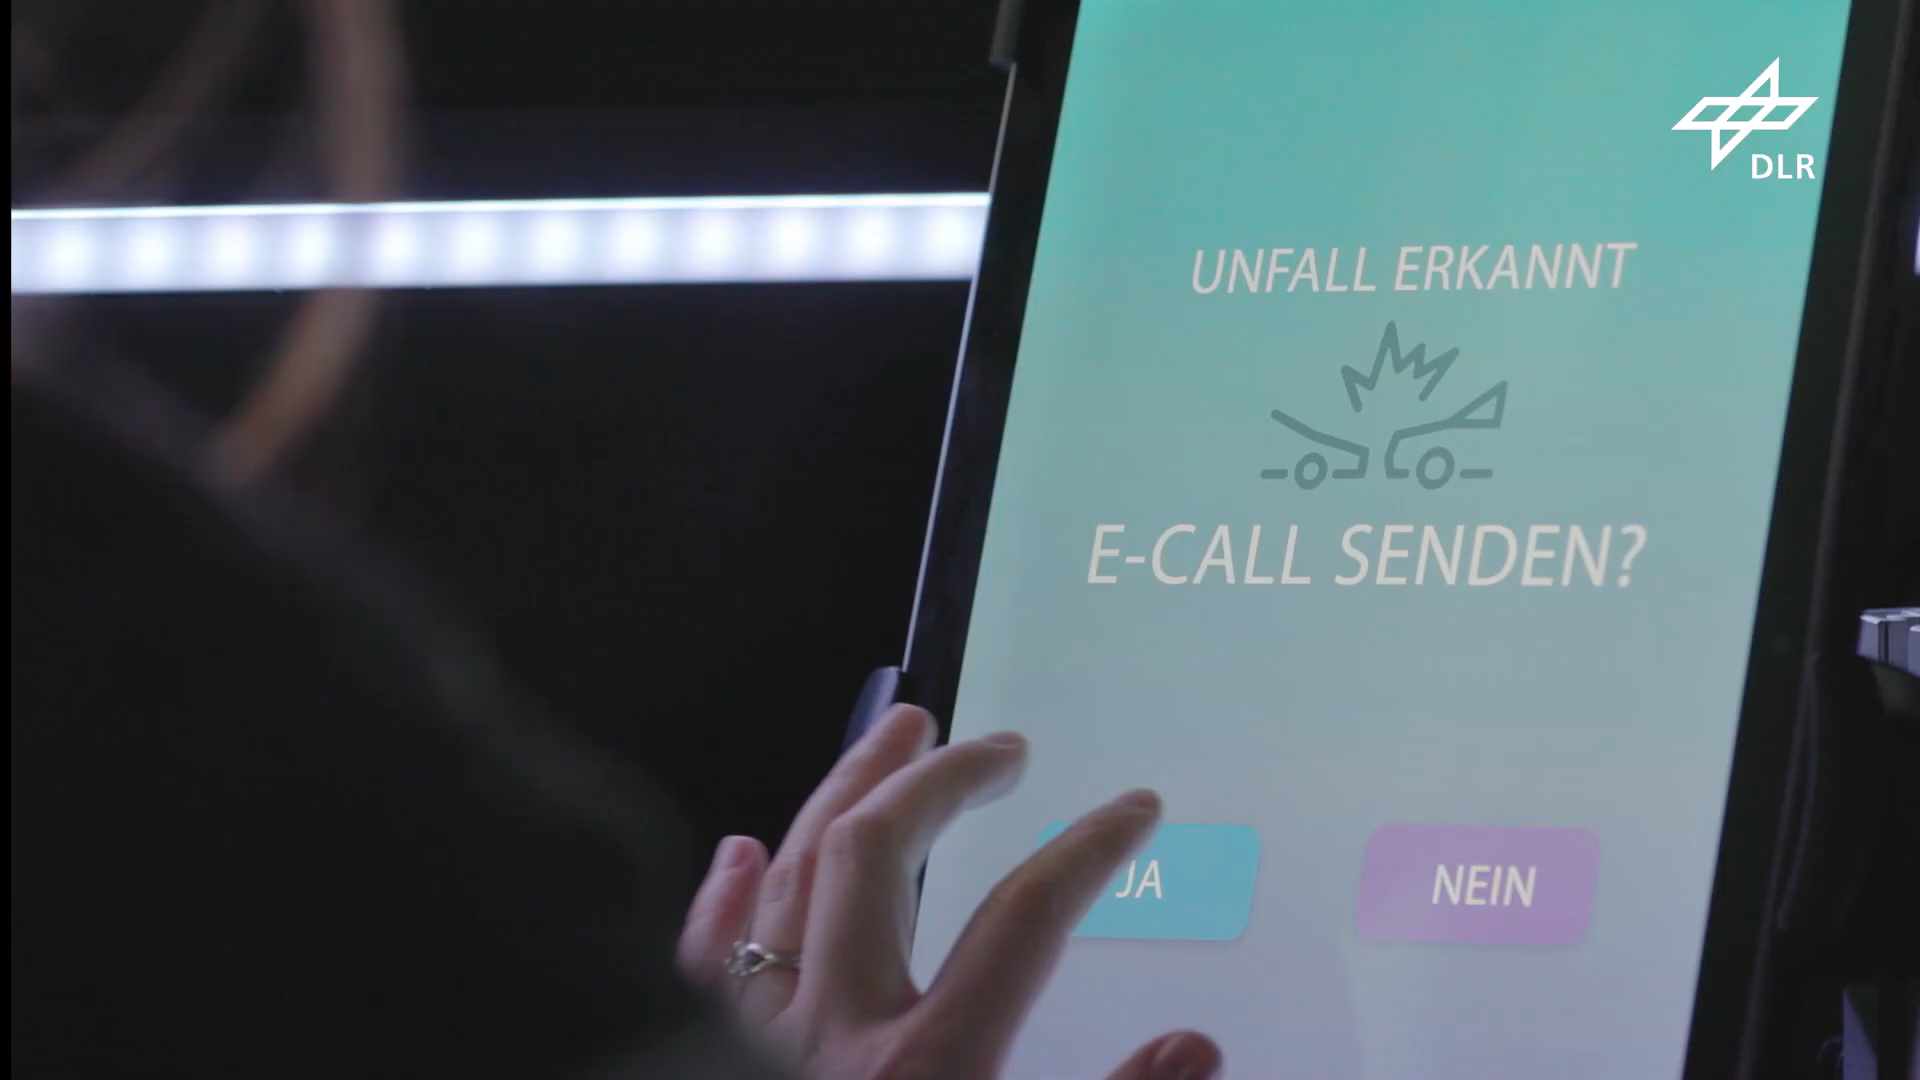 DLR
UNFALL ERKANNT
E-CALL SENDEN?
JA
NEIN